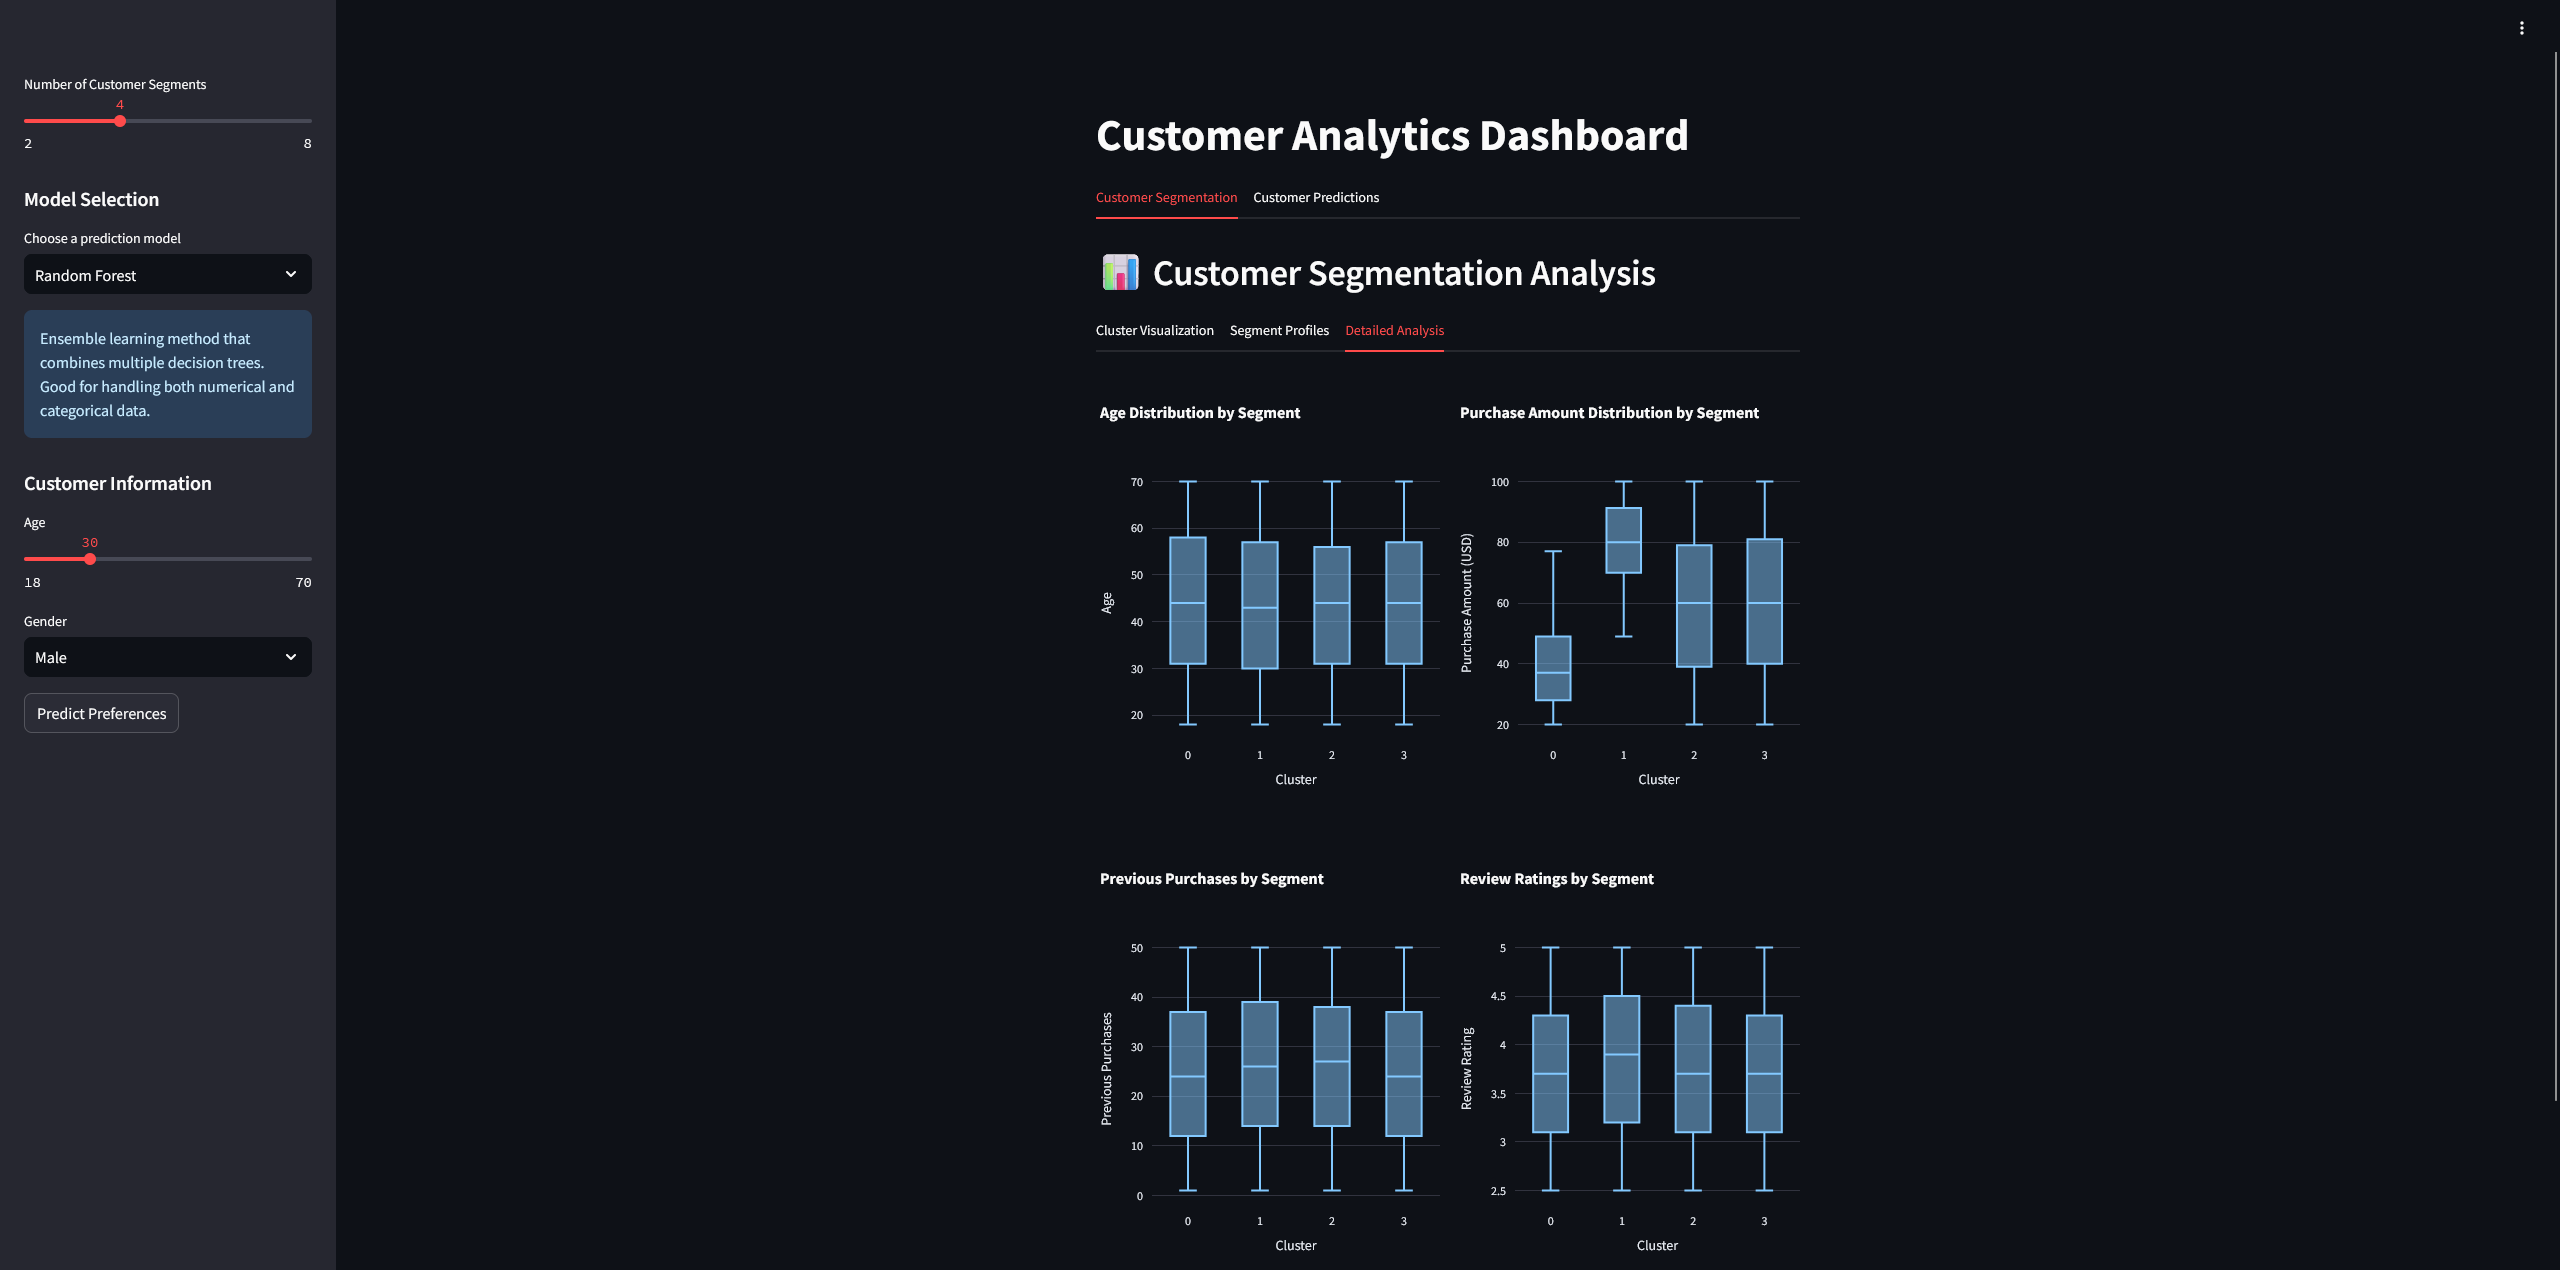 Number of Customer Segments
4
2 8
Model Selection
Choose a prediction model
Random Forest
Ensemble learning method that
combines multiple decision trees.
Good for handling both numerical and
categorical data.
Customer Information
Age
30
18 70
Gender
Male
Predict Preferences
Customer Analytics Dashboard
Customer Segmentation Customer Predictions
Customer Segmentation Analysis
Cluster Visualization Segment Profiles Detailed Analysis
Age Distribution by Segment
70
60
50
40
30
20
Age
0 1 2 3
Cluster
Purchase Amount Distribution by Segment
100
80
60
40
20
Purchase Amount (USD)
0 1 2 3
Cluster
Previous Purchases by Segment
50
40
30
20
10
0
Previous Purchases
0 1 2 3
Cluster
Review Ratings by Segment
5
4.5
4
3.5
3
2.5
Review Rating
0 1 2 3
Cluster